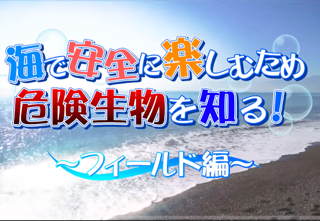 海で安全に楽しむため
危険生物を知る！
～フィールド編～